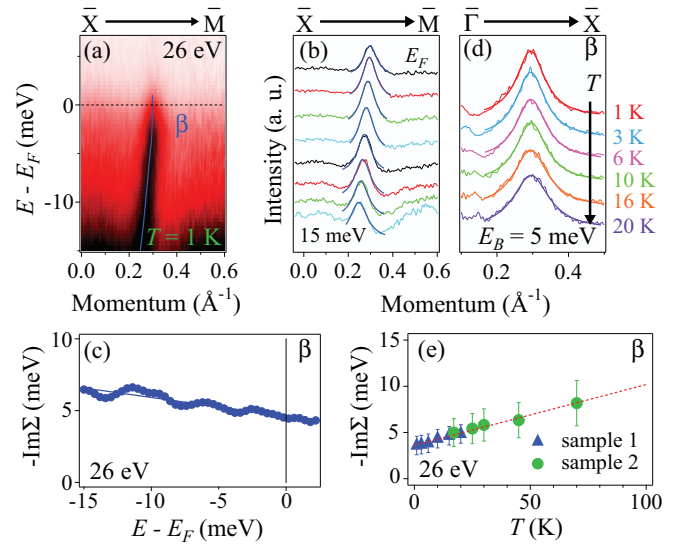 X̄ M̄ X̄ M̄ Γ̄ X̄
(a) 26 eV
β
T = 1 K
E - E_F (meV)
0
-10
0.0 0.2 0.4 0.6
(b)
E_F
15 meV
Intensity (a. u.)
0.0 0.2 0.4 0.6
Momentum (Å⁻¹)
(d) β
T
1 K
3 K
6 K
10 K
16 K
20 K
E_B = 5 meV
0.2 0.4
Momentum (Å⁻¹)
(c) β
-ImΣ (meV)
10
5
0
26 eV
-15 -10 -5 0
E - E_F (meV)
(e) β
-ImΣ (meV)
15
10
5
0
sample 1
sample 2
26 eV
0 50 100
T (K)